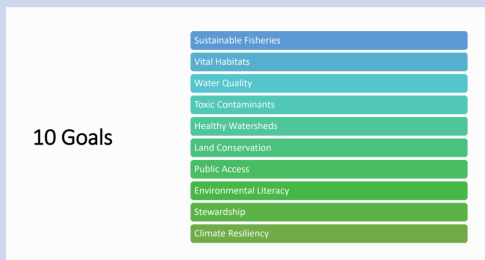 10 Goals
Sustainable Fisheries
Vital Habitats
Water Quality
Toxic Contaminants
Healthy Watersheds
Land Conservation
Public Access
Environmental Literacy
Stewardship
Climate Resiliency